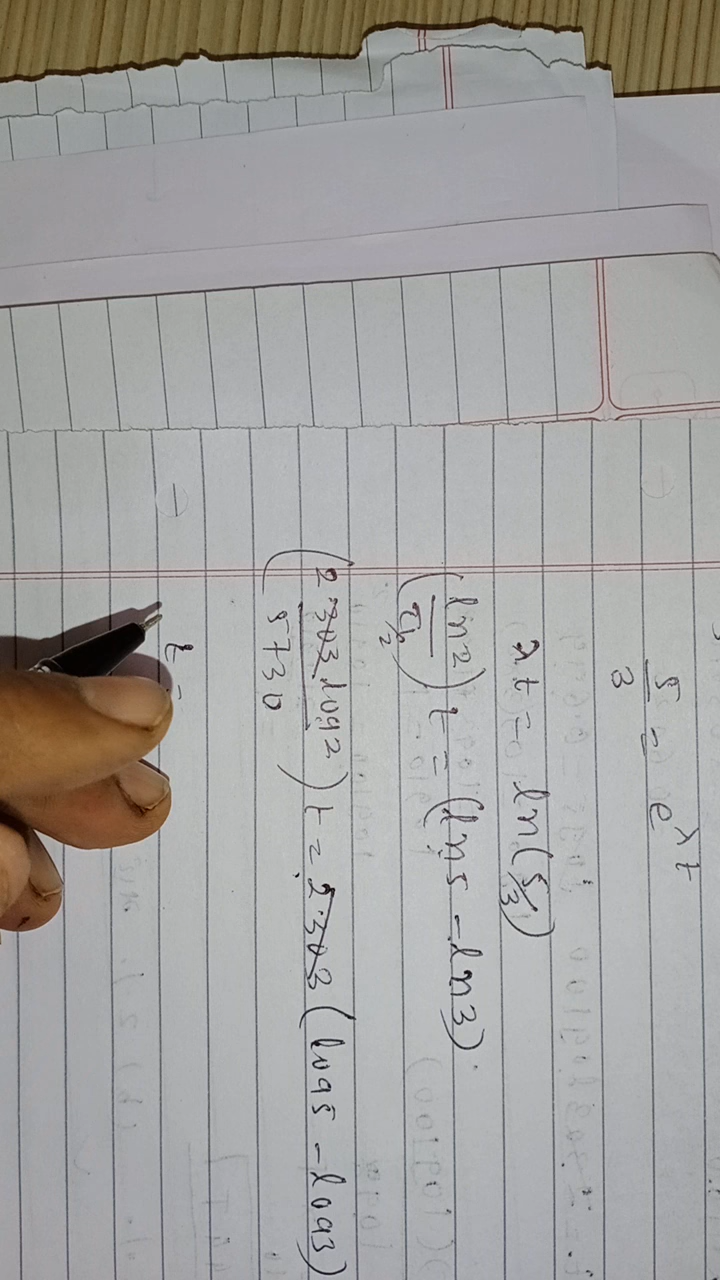 5/3 = e^λt
λt = ln(5/3)
(ln2/T½) t = (ln5 - ln3)
(2.303 log2/5730) t = 2.303 (log5 - log3)
t =